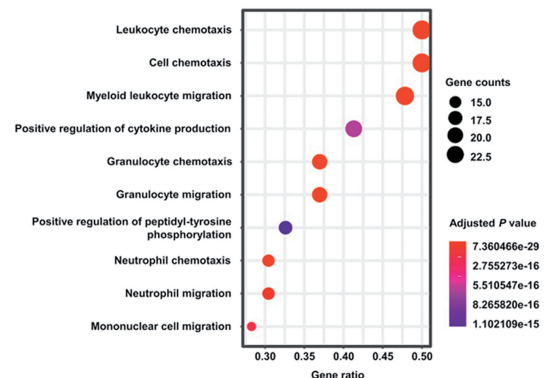 Leukocyte chemotaxis
Cell chemotaxis
Myeloid leukocyte migration
Positive regulation of cytokine production
Granulocyte chemotaxis
Granulocyte migration
Positive regulation of peptidyl-tyrosine
phosphorylation
Neutrophil chemotaxis
Neutrophil migration
Mononuclear cell migration
0.30 0.35 0.40 0.45 0.50
Gene ratio
Gene counts
15.0
17.5
20.0
22.5
Adjusted P value
7.360466e-29
2.755273e-16
5.510547e-16
8.265820e-16
1.102109e-15